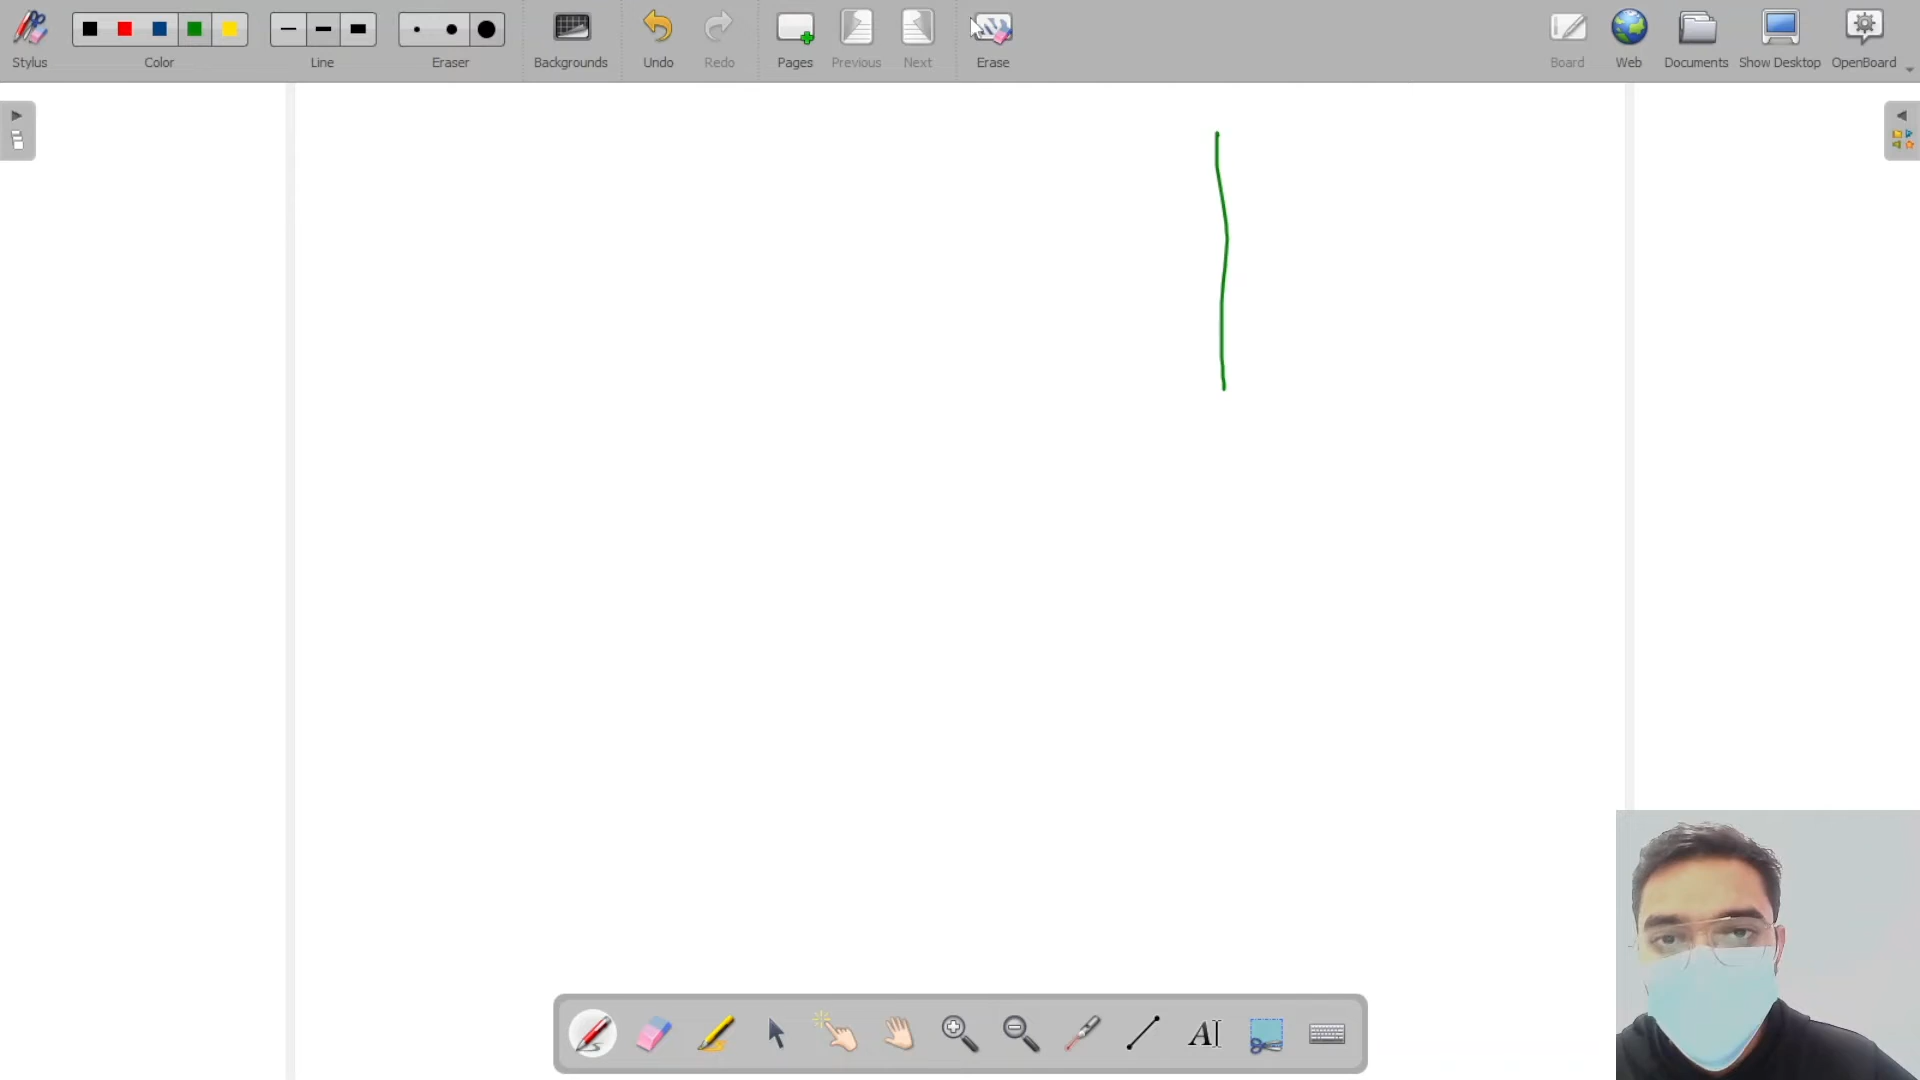 Stylus
Color
Line
Eraser
Backgrounds
Undo
Redo
Pages
Previous
Next
Erase
Board
Web
Documents
Show Desktop
OpenBoard
A